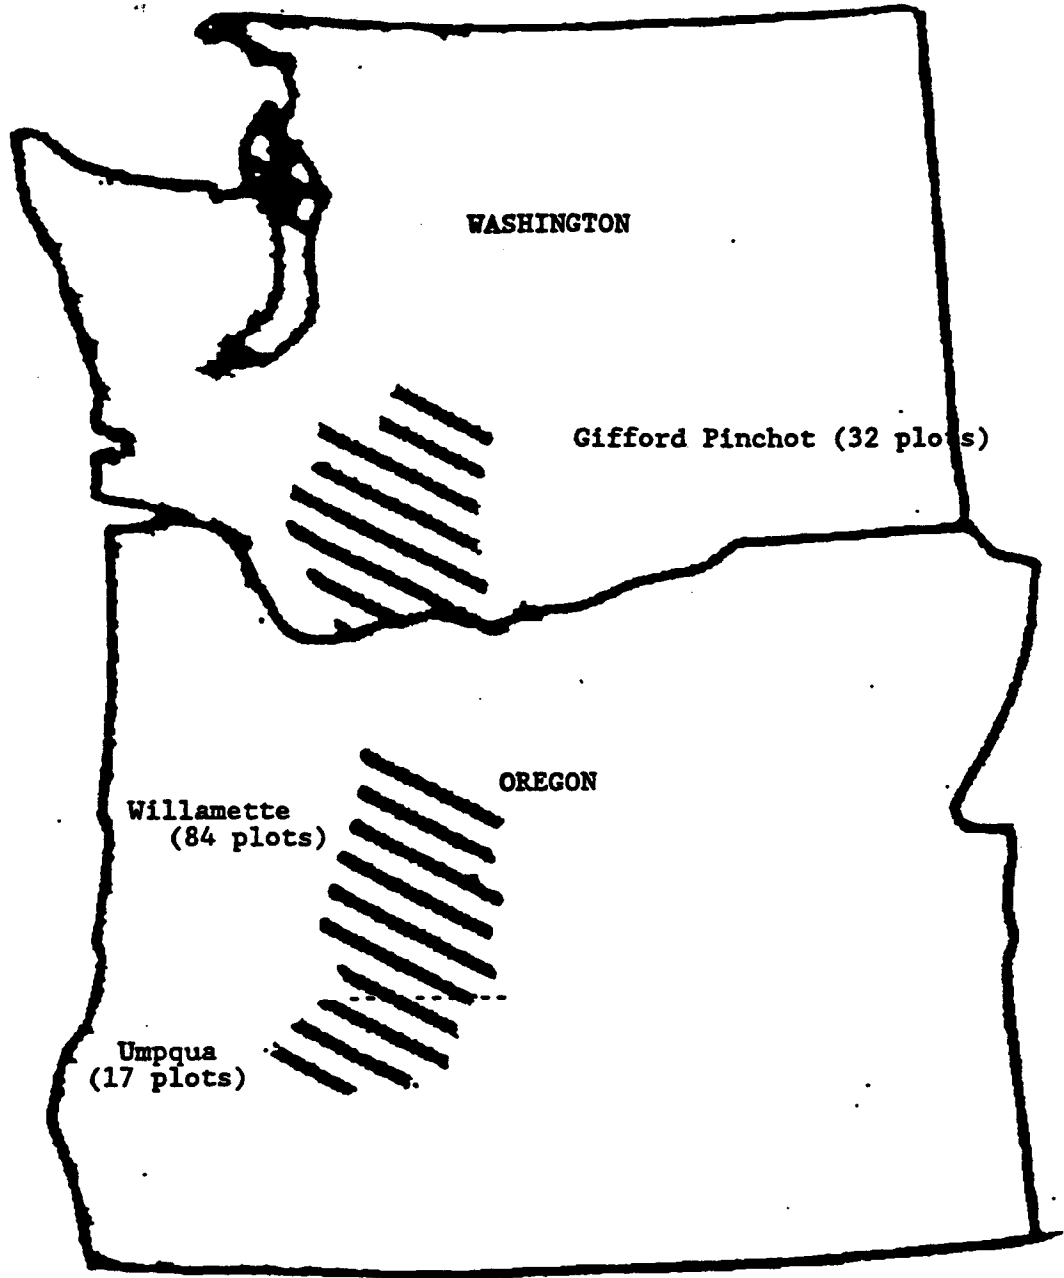 WASHINGTON
Gifford Pinchot (32 plots)
OREGON
Willamette
(84 plots)
Umpqua
(17 plots)